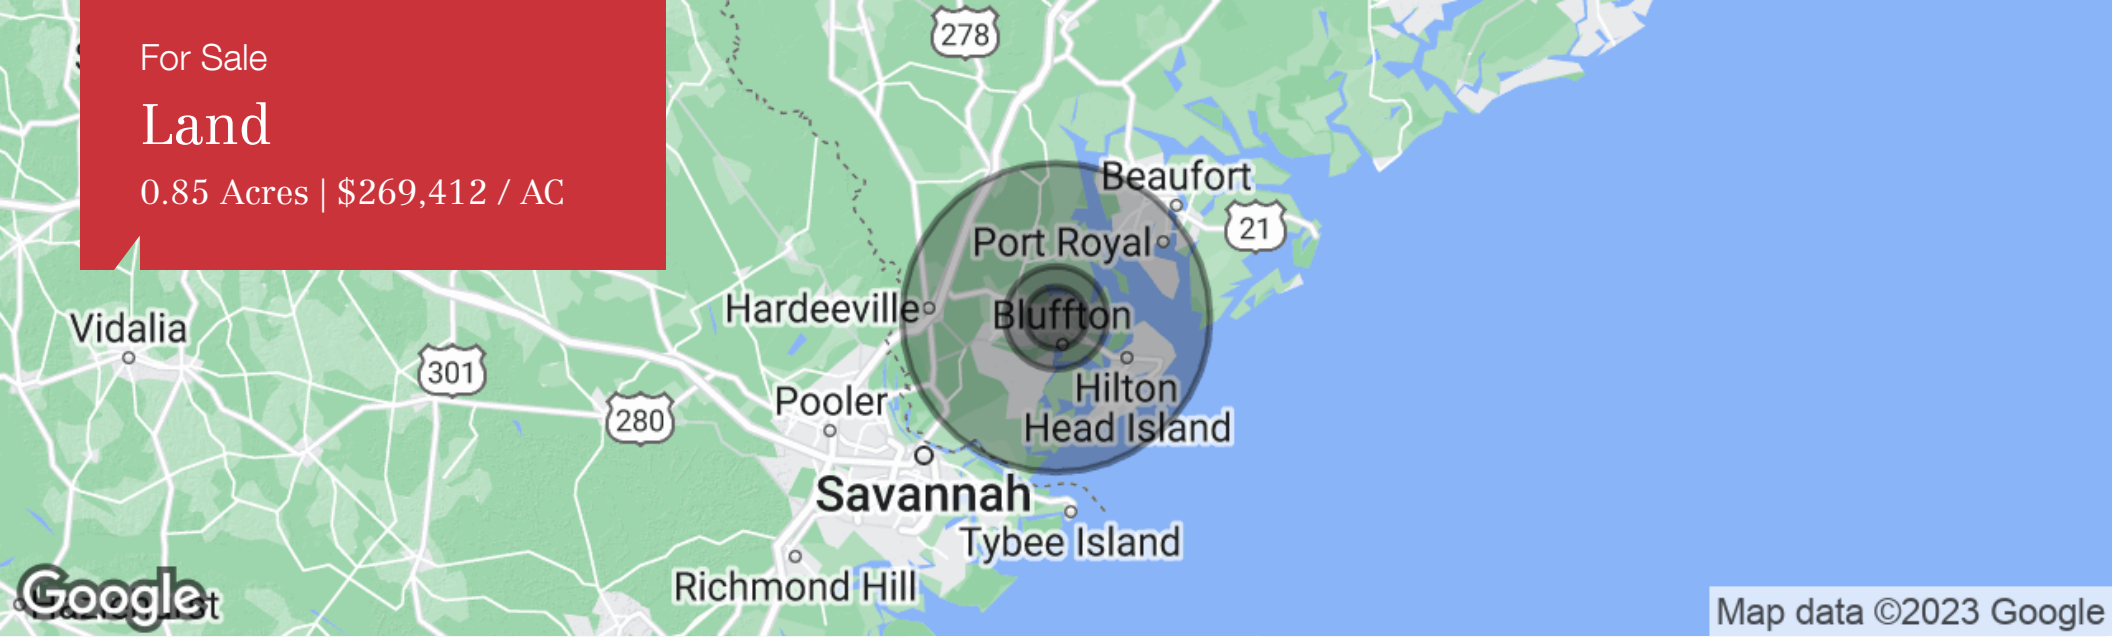 For Sale
Land
0.85 Acres | $269,412 / AC
278
Beaufort
21
Port Royal
Hardeeville
Bluffton
Vidalia
301
280
Pooler
Hilton
Head Island
Savannah
Tybee Island
Richmond Hill
Google
Map data ©2023 Google